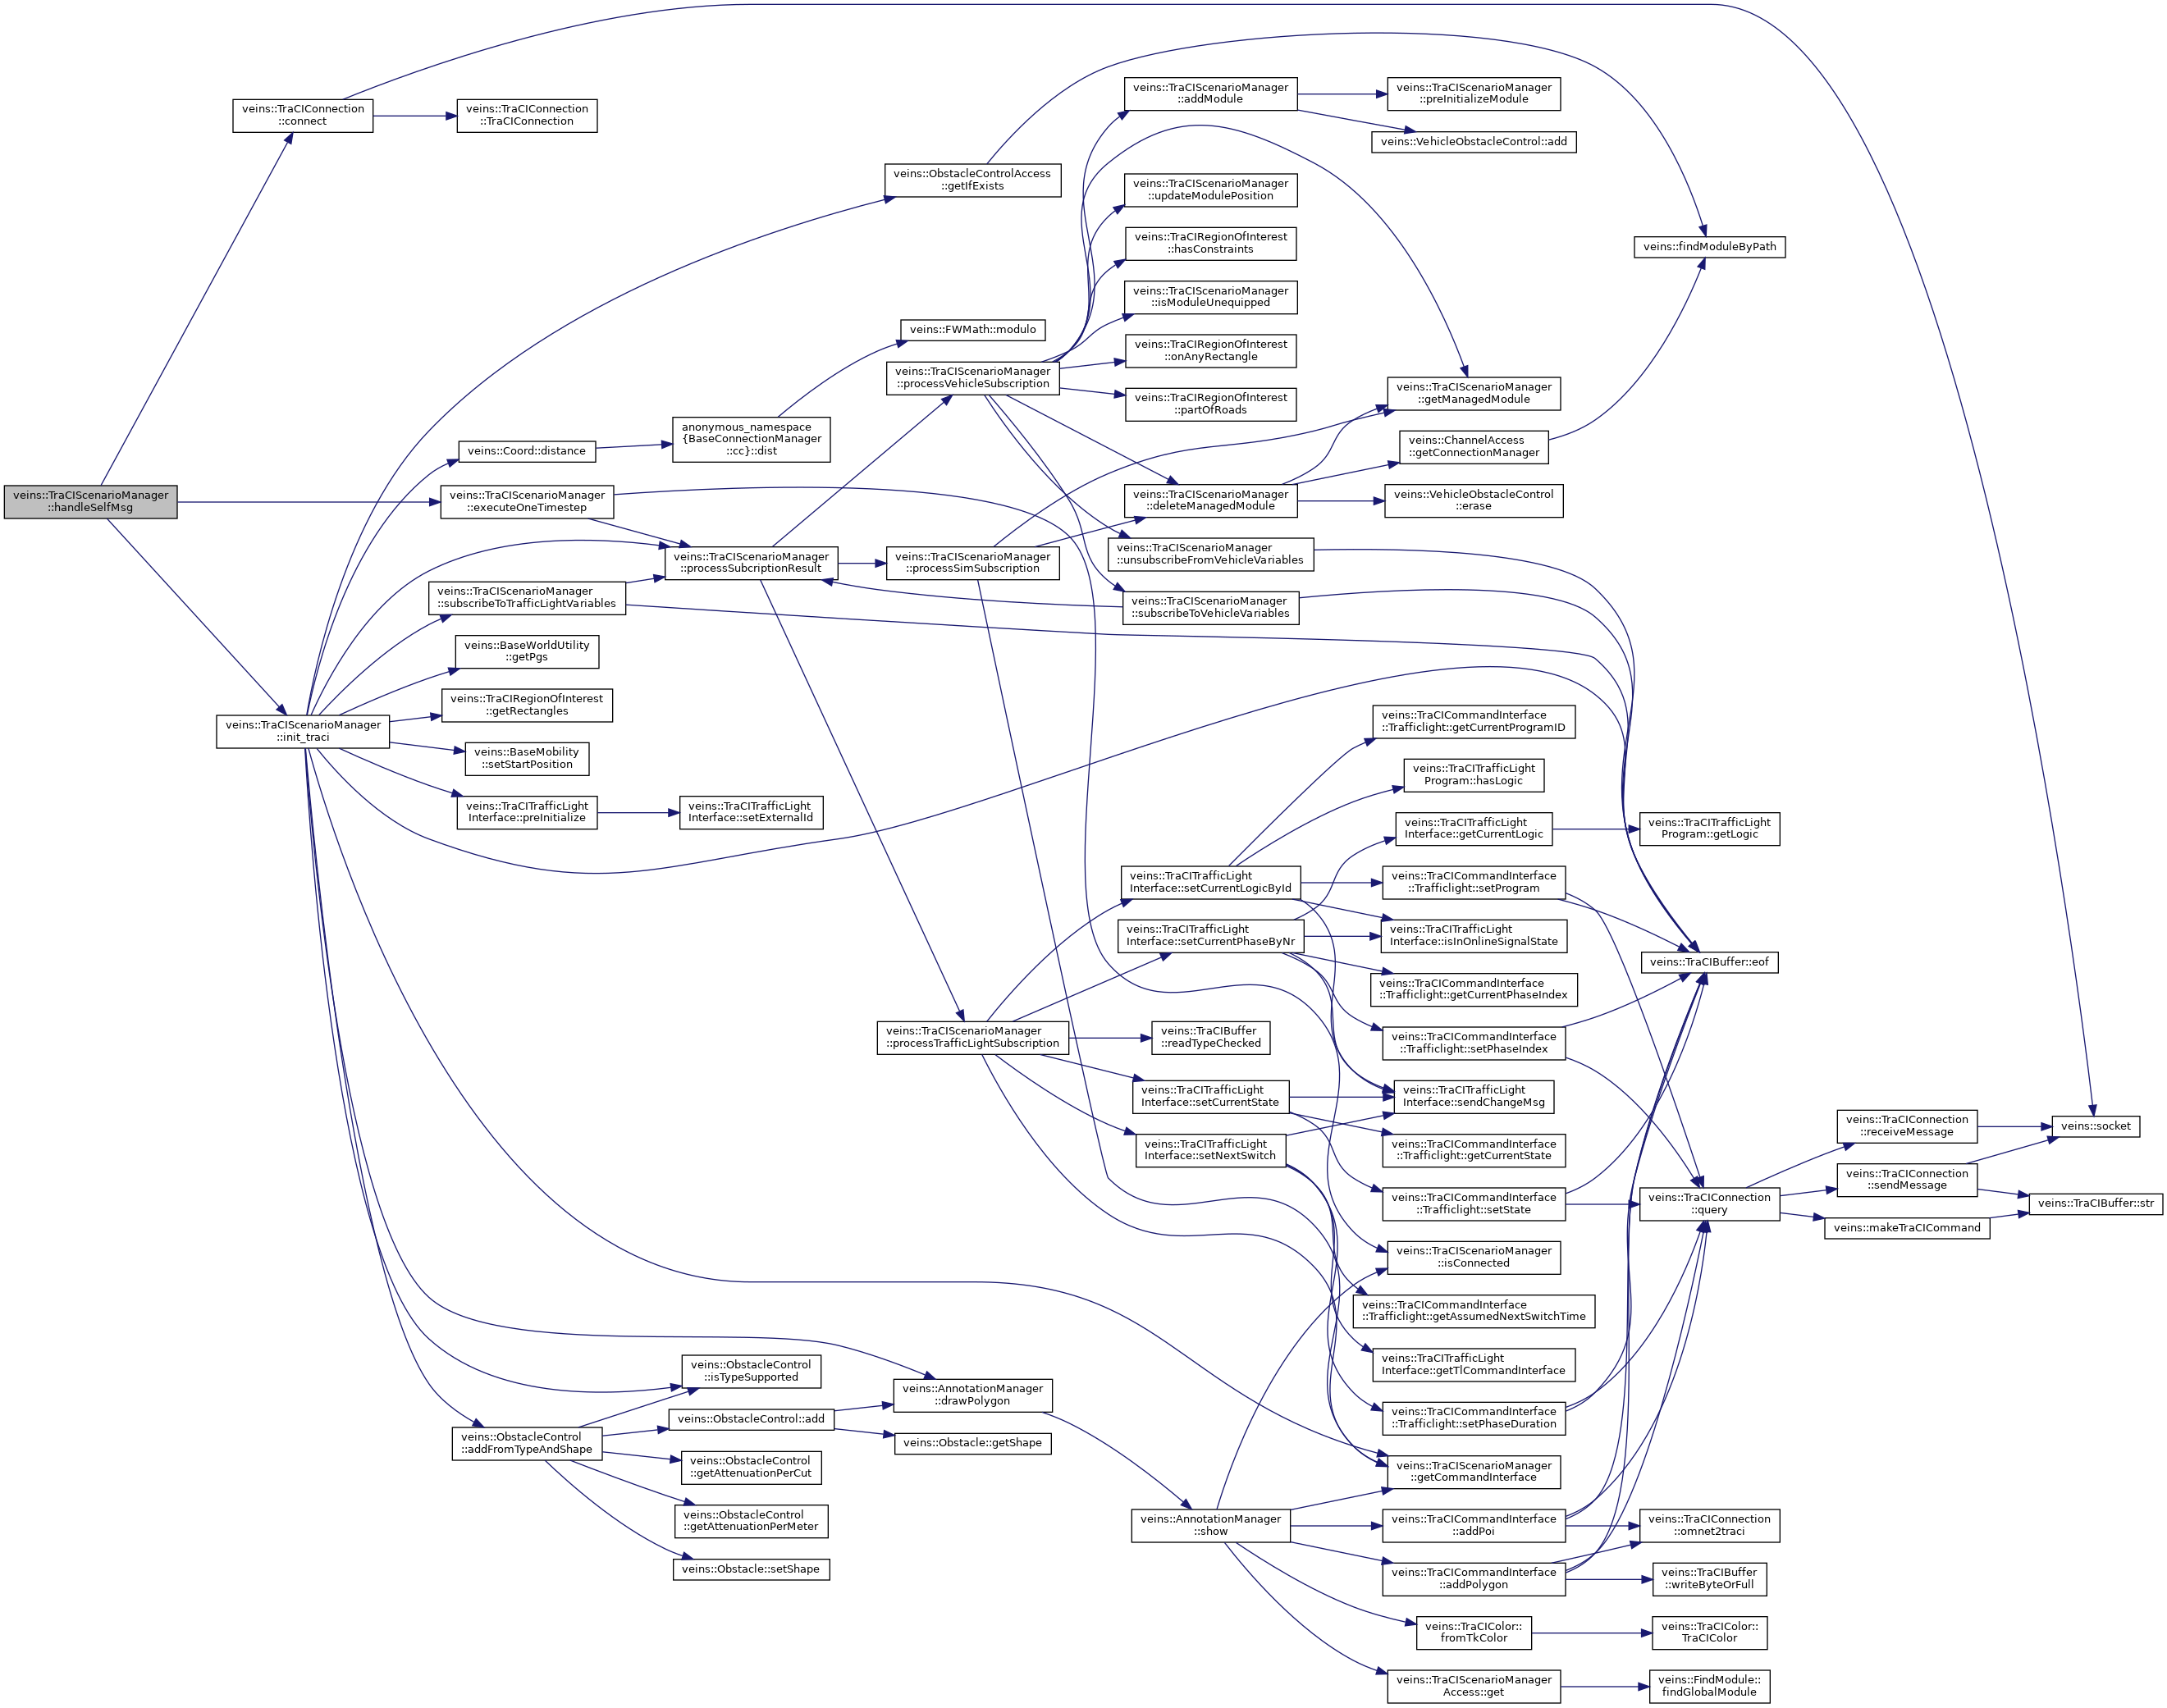 veins::TraCIScenarioManager
::handleSelfMsg
veins::TraCIConnection
::connect
veins::TraCIConnection
::TraCIConnection
veins::TraCIScenarioManager
::executeOneTimestep
veins::TraCIScenarioManager
::init_traci
veins::Coord::distance
veins::TraCIScenarioManager
::subscribeToTrafficLightVariables
veins::BaseWorldUtility
::getPgs
veins::TraCIRegionOfInterest
::getRectangles
veins::BaseMobility
::setStartPosition
veins::TraCITrafficLight
Interface::preInitialize
veins::TraCITrafficLight
Interface::setExternalId
veins::ObstacleControl
::addFromTypeAndShape
anonymous_namespace
{BaseConnectionManager
::cc}::dist
veins::TraCIScenarioManager
::processSubcriptionResult
veins::ObstacleControl
::isTypeSupported
veins::ObstacleControl::add
veins::ObstacleControl
::getAttenuationPerCut
veins::ObstacleControl
::getAttenuationPerMeter
veins::Obstacle::setShape
veins::ObstacleControlAccess
::getIfExists
veins::FWMath::modulo
veins::TraCIScenarioManager
::processVehicleSubscription
veins::TraCIScenarioManager
::processSimSubscription
veins::TraCIScenarioManager
::processTrafficLightSubscription
veins::AnnotationManager
::drawPolygon
veins::Obstacle::getShape
veins::TraCIScenarioManager
::addModule
veins::TraCIScenarioManager
::updateModulePosition
veins::TraCIRegionOfInterest
::hasConstraints
veins::TraCIScenarioManager
::isModuleUnequipped
veins::TraCIRegionOfInterest
::onAnyRectangle
veins::TraCIRegionOfInterest
::partOfRoads
veins::TraCIScenarioManager
::deleteManagedModule
veins::TraCIScenarioManager
::unsubscribeFromVehicleVariables
veins::TraCIScenarioManager
::subscribeToVehicleVariables
veins::TraCITrafficLight
Interface::setCurrentLogicById
veins::TraCITrafficLight
Interface::setCurrentPhaseByNr
veins::TraCIBuffer
::readTypeChecked
veins::TraCITrafficLight
Interface::setCurrentState
veins::TraCITrafficLight
Interface::setNextSwitch
veins::AnnotationManager
::show
veins::TraCIScenarioManager
::preInitializeModule
veins::VehicleObstacleControl::add
veins::TraCIScenarioManager
::getManagedModule
veins::ChannelAccess
::getConnectionManager
veins::VehicleObstacleControl
::erase
veins::TraCICommandInterface
::Trafficlight::getCurrentProgramID
veins::TraCITrafficLight
Program::hasLogic
veins::TraCITrafficLight
Interface::getCurrentLogic
veins::TraCICommandInterface
::Trafficlight::setProgram
veins::TraCITrafficLight
Interface::isInOnlineSignalState
veins::TraCICommandInterface
::Trafficlight::getCurrentPhaseIndex
veins::TraCICommandInterface
::Trafficlight::setPhaseIndex
veins::TraCITrafficLight
Interface::sendChangeMsg
veins::TraCICommandInterface
::Trafficlight::getCurrentState
veins::TraCICommandInterface
::Trafficlight::setState
veins::TraCIScenarioManager
::isConnected
veins::TraCICommandInterface
::Trafficlight::getAssumedNextSwitchTime
veins::TraCITrafficLight
Interface::getTlCommandInterface
veins::TraCICommandInterface
::Trafficlight::setPhaseDuration
veins::TraCIScenarioManager
::getCommandInterface
veins::TraCICommandInterface
::addPoi
veins::TraCICommandInterface
::addPolygon
veins::TraCIColor::
fromTkColor
veins::TraCIScenarioManager
Access::get
veins::findModuleByPath
veins::TraCITrafficLight
Program::getLogic
veins::TraCIBuffer::eof
veins::TraCIConnection
::query
veins::TraCIConnection
::omnet2traci
veins::TraCIBuffer
::writeByteOrFull
veins::TraCIColor::
TraCIColor
veins::FindModule::
findGlobalModule
veins::TraCIConnection
::receiveMessage
veins::TraCIConnection
::sendMessage
veins::makeTraCICommand
veins::socket
veins::TraCIBuffer::str